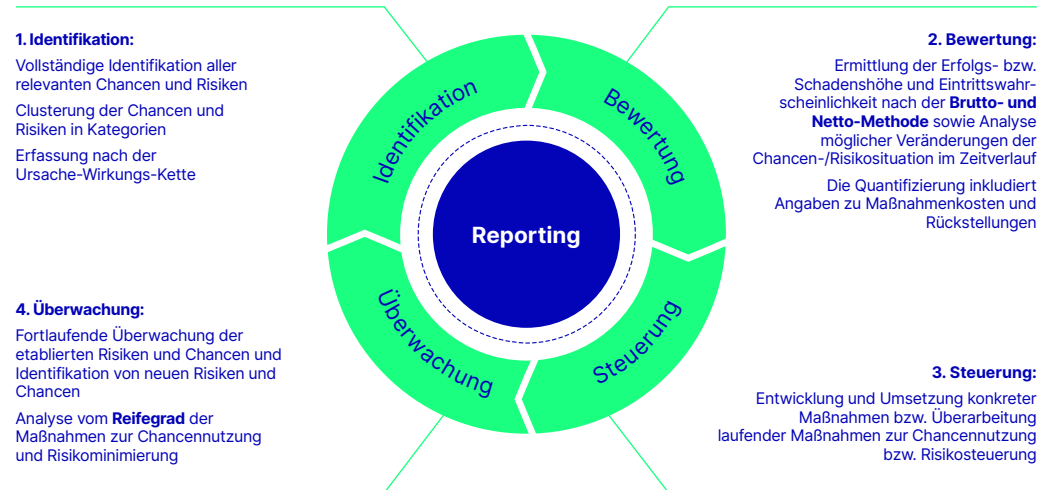 1. Identifikation:
Vollständige Identifikation aller
relevanten Chancen und Risiken
Clusterung der Chancen und
Risiken in Kategorien
Erfassung nach der
Ursache-Wirkungs-Kette
2. Bewertung:
Ermittlung der Erfolgs- bzw.
Schadenshöhe und Eintrittswahr-
scheinlichkeit nach der Brutto- und
Netto-Methode sowie Analyse
möglicher Veränderungen der
Chancen-/Risikosituation im Zeitverlauf
Die Quantifizierung inkludiert
Angaben zu Maßnahmenkosten und
Rückstellungen
Identifikation
Bewertung
Reporting
Überwachung
Steuerung
4. Überwachung:
Fortlaufende Überwachung der
etablierten Risiken und Chancen und
Identifikation von neuen Risiken und
Chancen
Analyse vom Reifegrad der
Maßnahmen zur Chancennutzung
und Risikominimierung
3. Steuerung:
Entwicklung und Umsetzung konkreter
Maßnahmen bzw. Überarbeitung
laufender Maßnahmen zur Chancennutzung
bzw. Risikosteuerung